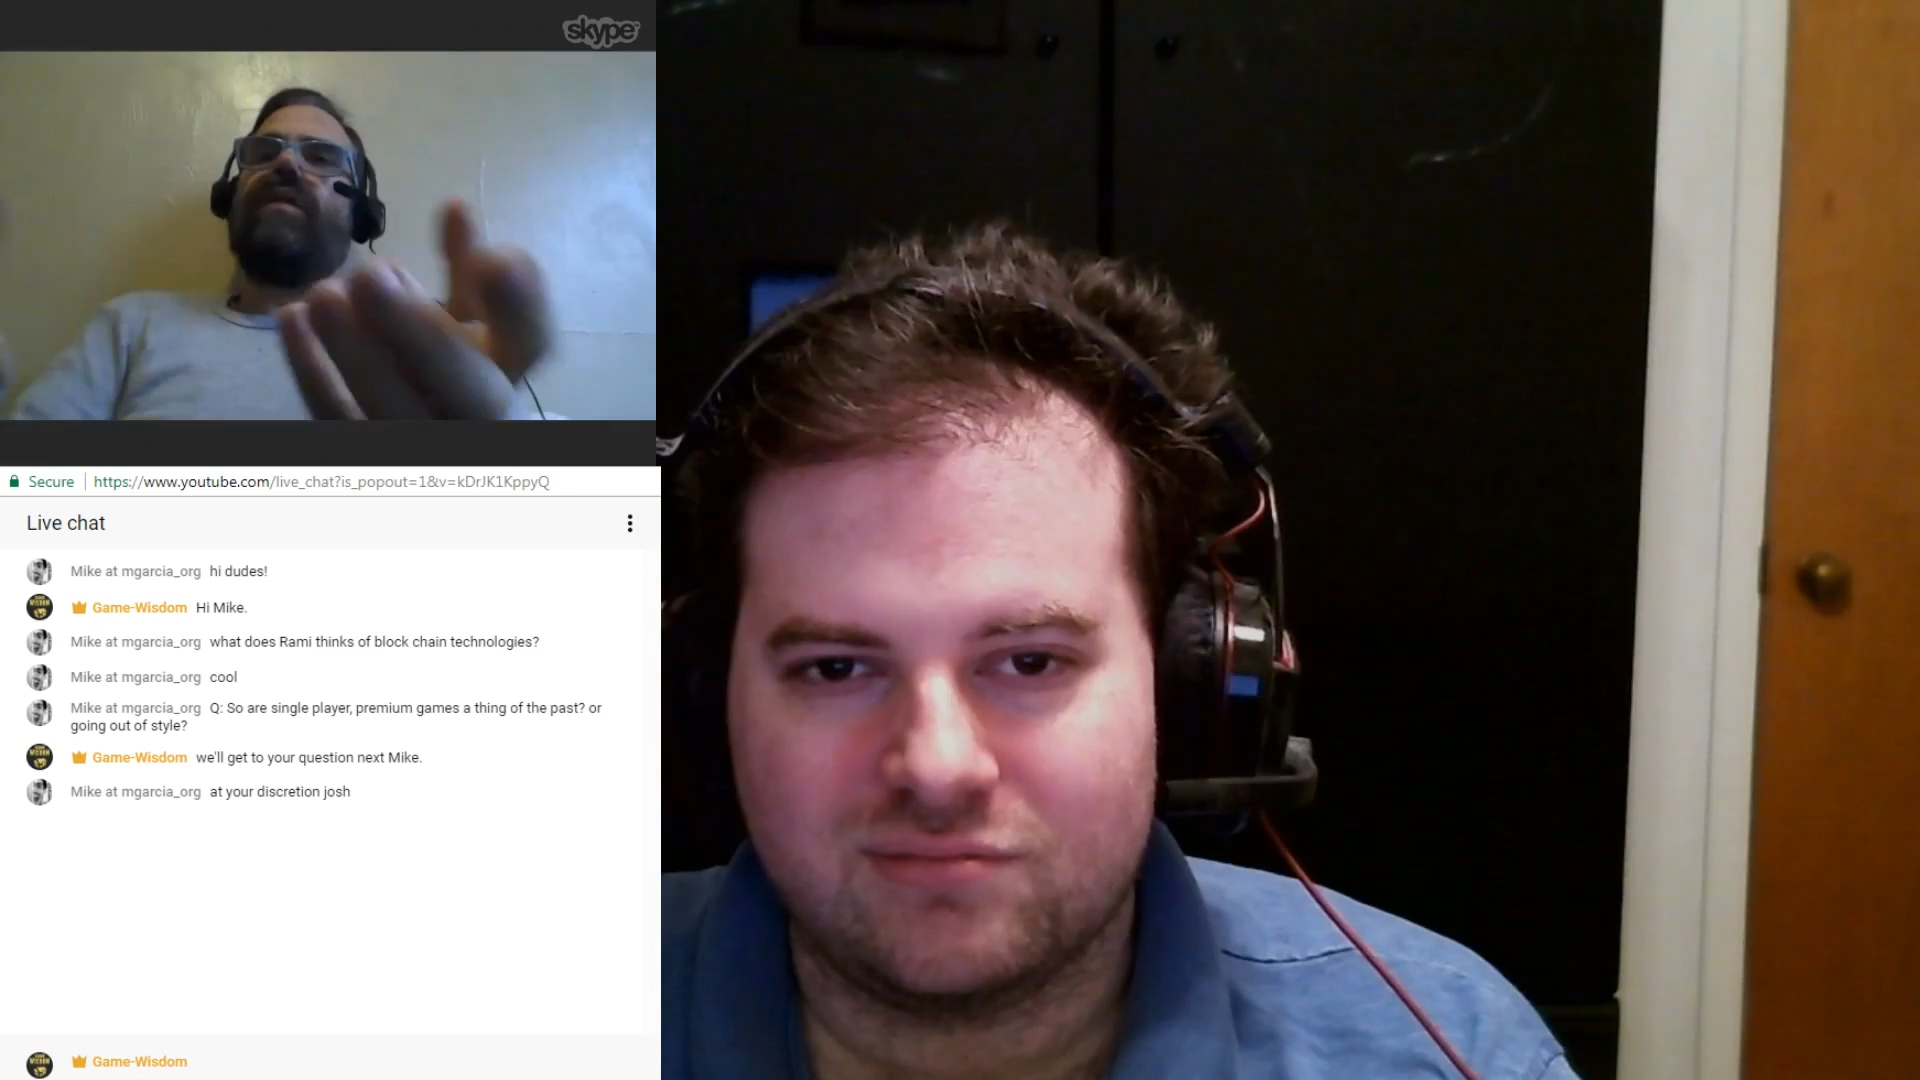 skype
Secure https://www.youtube.com/live_chat?is_popout=1&v=kDrJK1KppyQ
Live chat
Mike at mgarcia_org hi dudes!
Game-Wisdom Hi Mike.
Mike at mgarcia_org what does Rami thinks of block chain technologies?
Mike at mgarcia_org cool
Mike at mgarcia_org Q: So are single player, premium games a thing of the past? or
going out of style?
Game-Wisdom we'll get to your question next Mike.
Mike at mgarcia_org at your discretion josh
Game-Wisdom